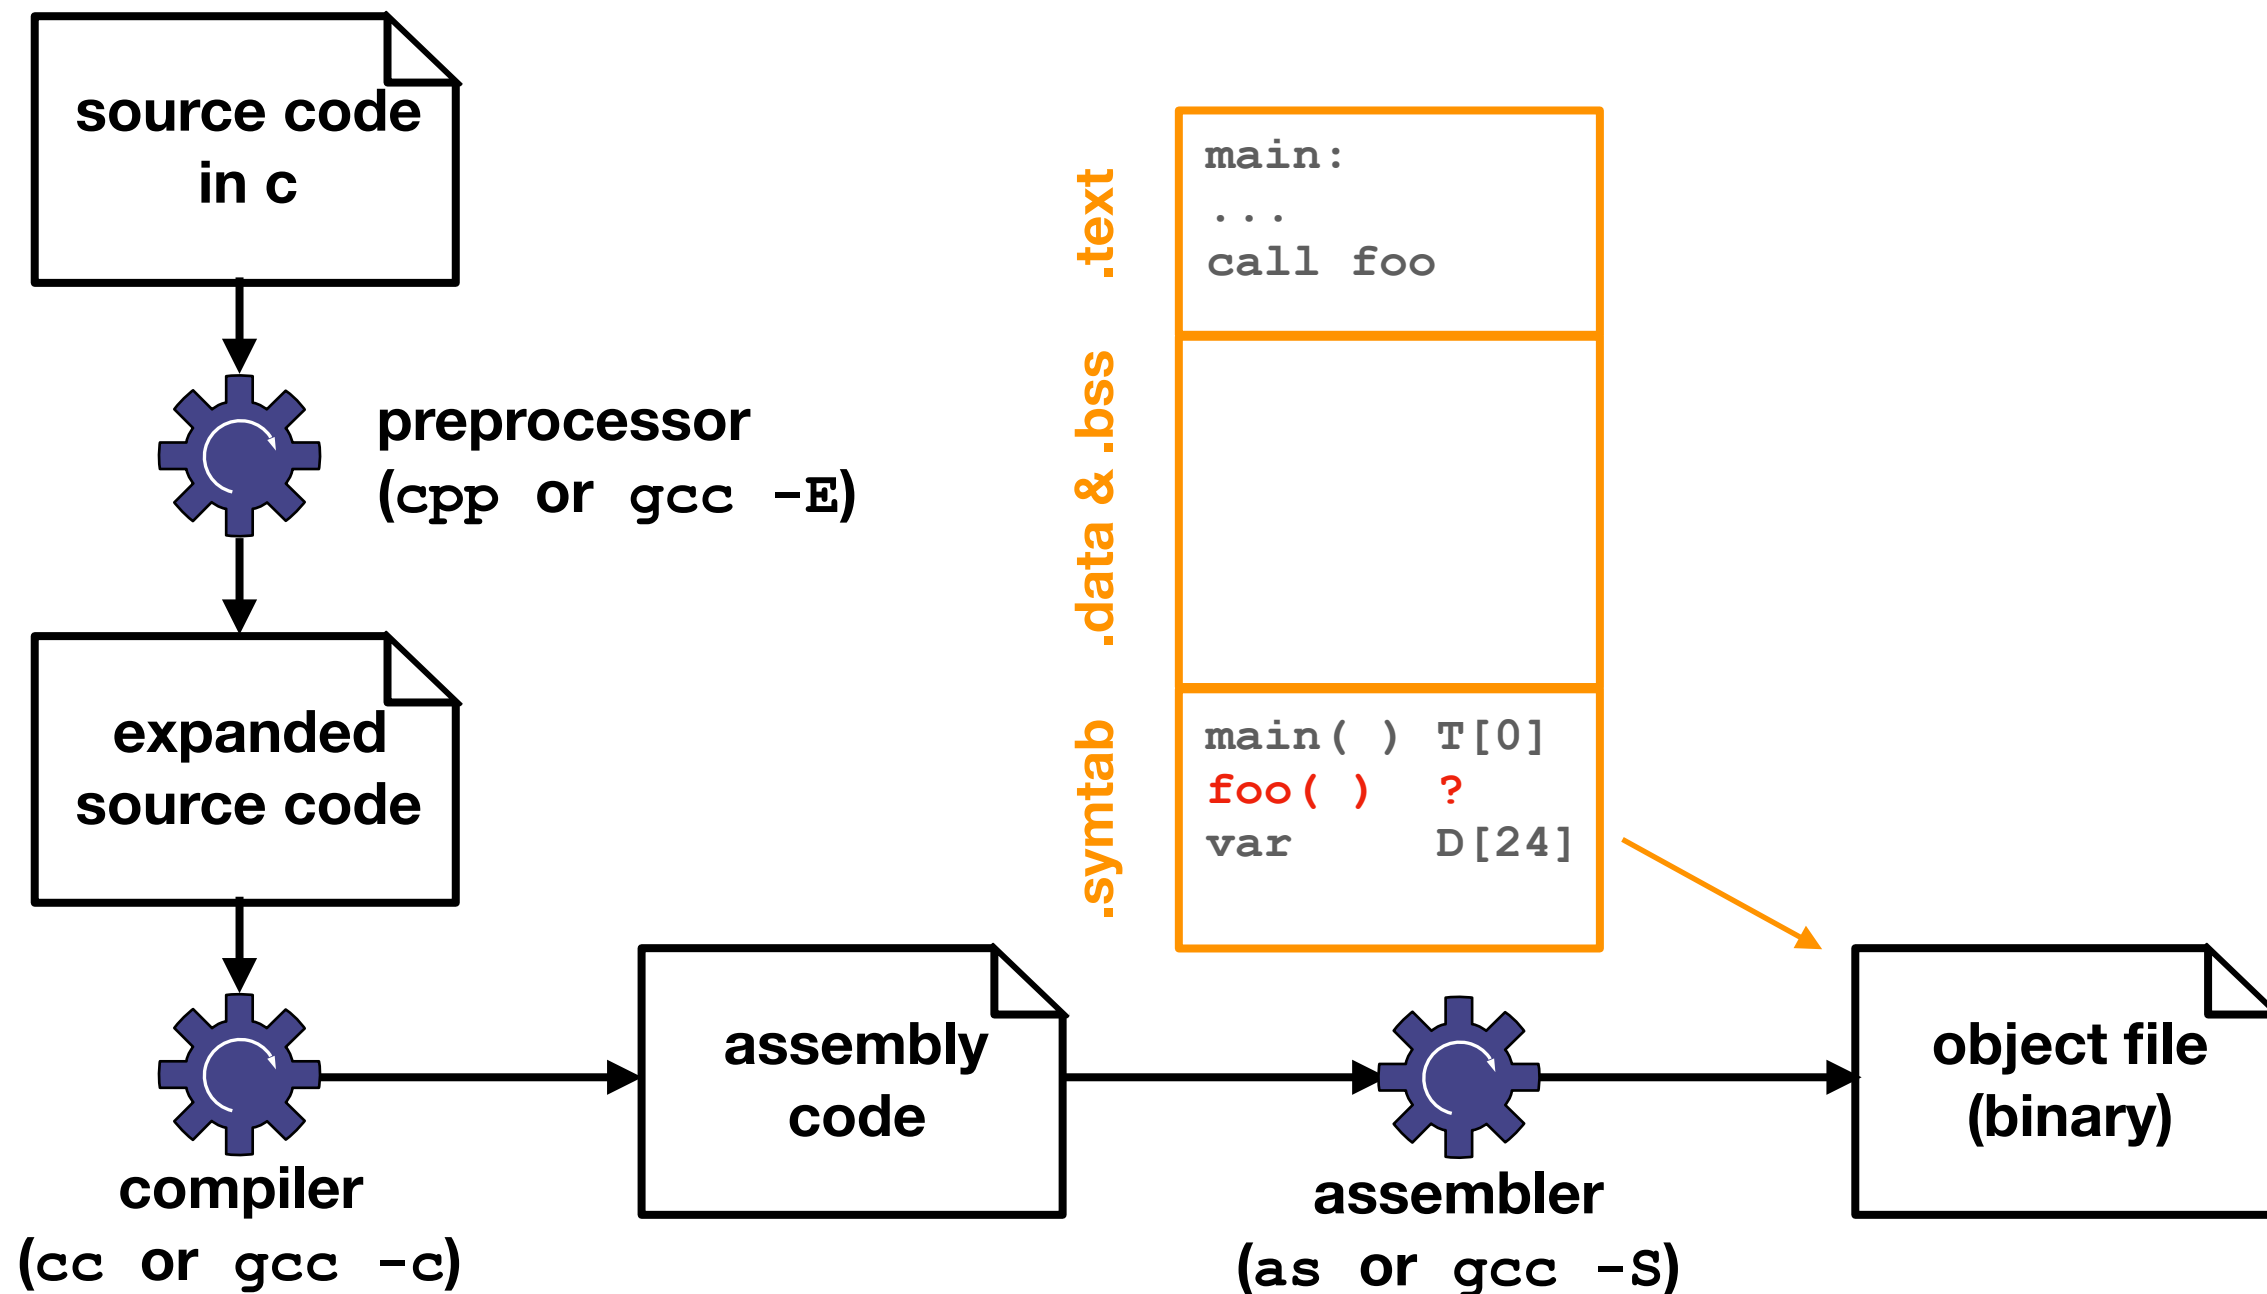 source code
in c
preprocessor
(cpp or gcc -E)
expanded
source code
compiler
(cc or gcc -c)
assembly
code
.text
main:
...
call foo
.data & .bss
.symtab
main( ) T[0]
foo( ) ?
var D[24]
assembler
(as or gcc -S)
object file
(binary)